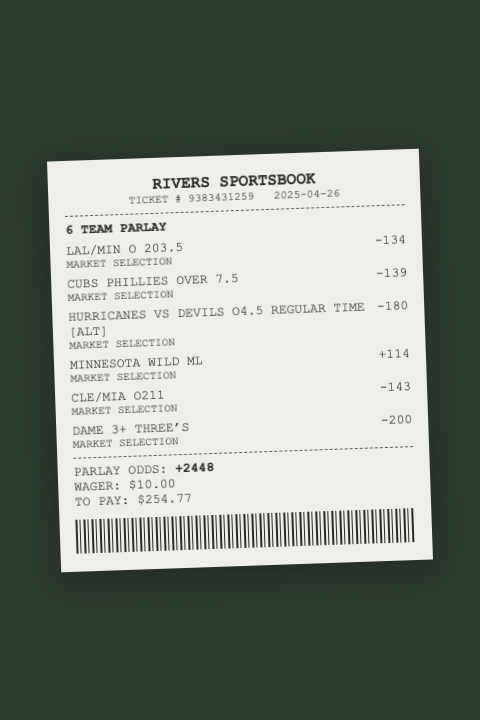 RIVERS SPORTSBOOK
TICKET # 9383431259   2025-04-26
6 TEAM PARLAY
LAL/MIN O 203.5   -134
MARKET SELECTION
CUBS PHILLIES OVER 7.5   -139
MARKET SELECTION
HURRICANES VS DEVILS O4.5 REGULAR TIME   -180
[ALT]
MARKET SELECTION
MINNESOTA WILD ML   +114
MARKET SELECTION
CLE/MIA O211   -143
MARKET SELECTION
DAME 3+ THREE’S   -200
MARKET SELECTION
PARLAY ODDS: +2448
WAGER: $10.00
TO PAY: $254.77